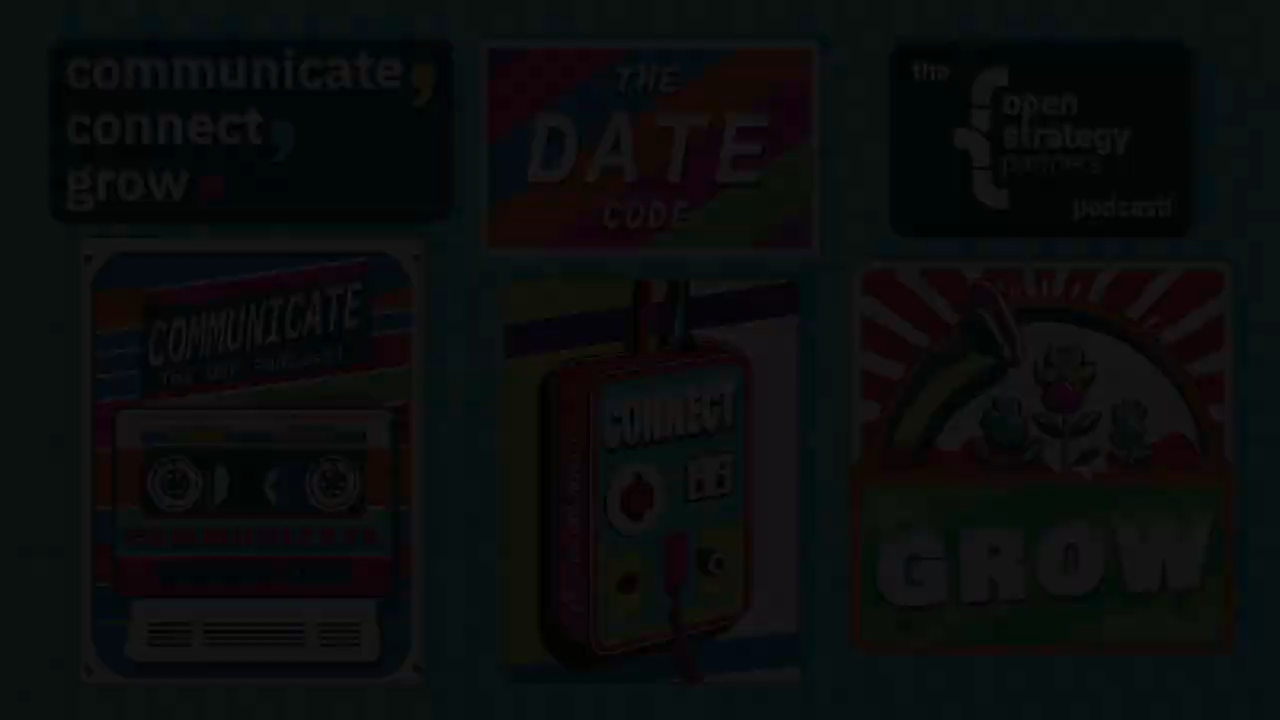 communicate,
connect,
grow.
THE
DATE
CODE
the
open
strategy
partners
podcast!
COMMUNICATE
CONNECT
GROW